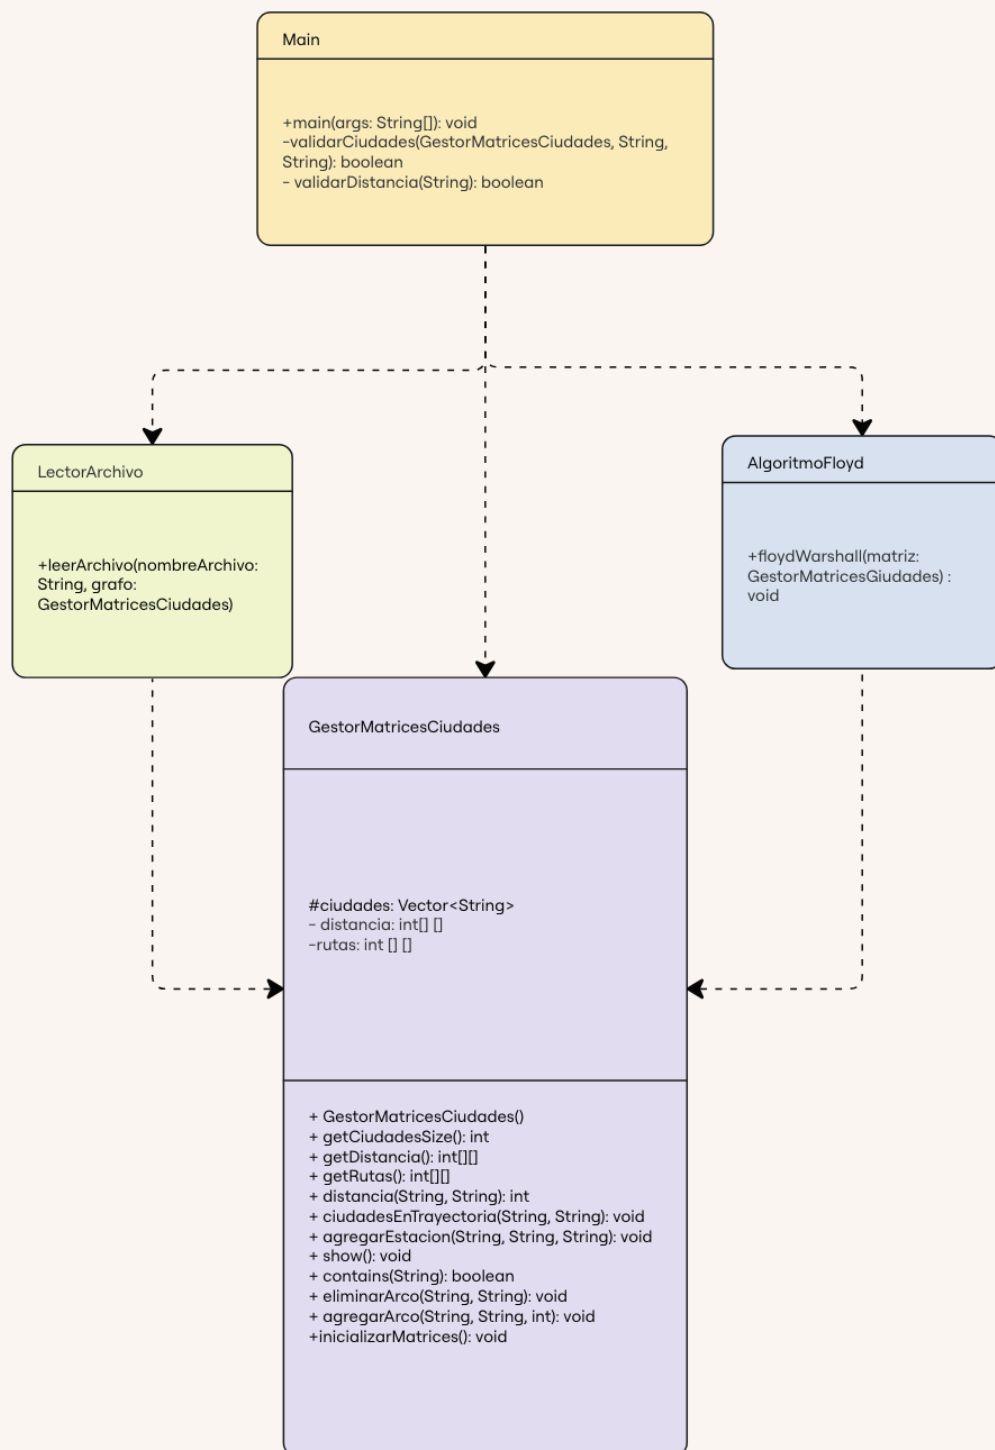 Main
+main(args: String[]): void
-validarCiudades(GestorMatricesCiudades, String,
String): boolean
- validarDistancia(String): boolean
LectorArchivo
+leerArchivo(nombreArchivo:
String, grafo:
GestorMatricesCiudades)
AlgoritmoFloyd
+floydWarshall(matriz:
GestorMatricesGiudades) :
void
GestorMatricesCiudades
#ciudades: Vector<String>
- distancia: int[] []
-rutas: int [] []
+ GestorMatricesCiudades()
+ getCiudadesSize(): int
+ getDistancia(): int[][]
+ getRutas(): int[][]
+ distancia(String, String): int
+ ciudadesEnTrayectoria(String, String): void
+ agregarEstacion(String, String, String): void
+ show(): void
+ contains(String): boolean
+ eliminarArco(String, String): void
+ agregarArco(String, String, int): void
+inicializarMatrices(): void